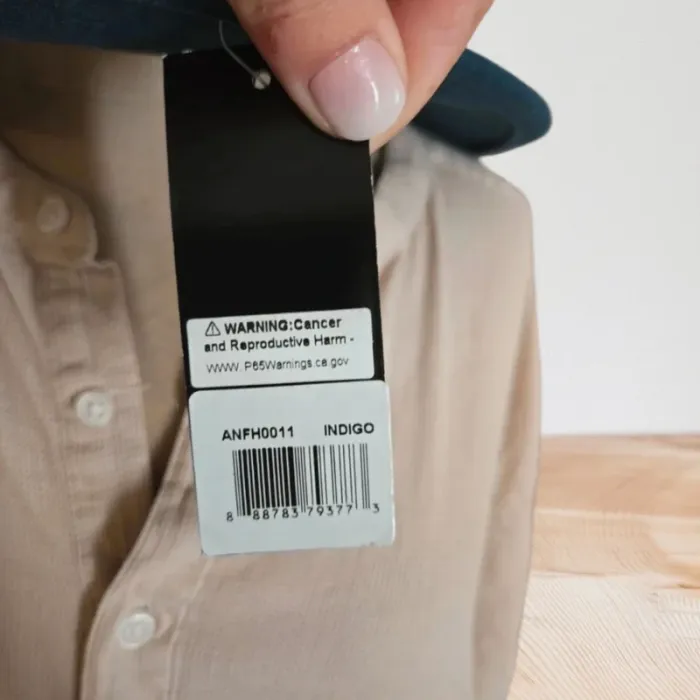 ⚠ WARNING:Cancer
and Reproductive Harm -
WWW. P65Warnings.ca.gov
ANFH0011 INDIGO
8 88783 79377 3